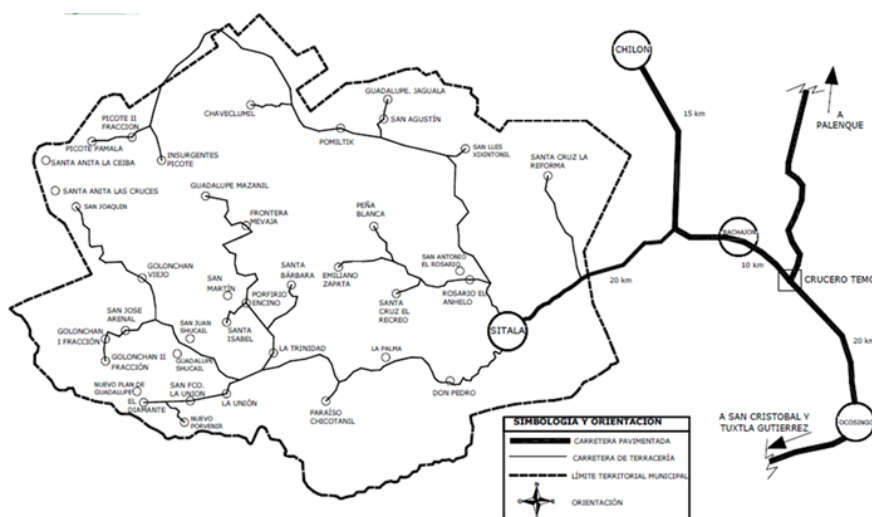 CHILON
15 km
A
PALENQUE
GUADALUPE. JAGUALA
CHAVECLUMIL
SAN AGUSTÍN
PICOTE II
FRACCION
POMILTIK
PICOTE PAMALA
SAN LUIS
XIXINTONIL
INSURGENTES
PICOTE
SANTA ANITA LA CEIBA
SANTA CRUZ LA
REFORMA
SANTA ANITA LAS CRUCES
GUADALUPE MAZANIL
SAN JOAQUIN
FRONTERA
MEVAJA
PEÑA
BLANCA
BACHAJON
SAN ANTONIO
EL ROSARIO
GOLONCHAN
VIEJO
SANTA
BÁRBARA
EMILIANO
ZAPATA
10 km
20 km
CRUCERO TEMO
SAN
MARTÍN
PORFIRIO
ENCINO
SANTA
CRUZ EL
RECREO
ROSARIO EL
ANHELO
SAN JOSE
ARENAL
SITALA
GOLONCHAN
I FRACCIÓN
SAN JUAN
SHUCAIL
SANTA
ISABEL
20 km
GOLONCHAN II
FRACCIÓN
GUADALUPE
SHUCAIL
LA TRINIDAD
LA PALMA
NUEVO PLAN DE
GUADALUPE
SAN FCO.
LA UNION
DON PEDRO
EL
DIAMANTE
LA UNIÓN
PARAÍSO
CHICOTANIL
NUEVO
PORVENIR
A SAN CRISTOBAL Y
TUXTLA GUTIERREZ
OCOSINGO
SIMBOLOGIA Y ORIENTACION
CARRETERA PAVIMENTADA
CARRETERA DE TERRACERÍA
LÍMITE TERRITORIAL MUNICIPAL
ORIENTACIÓN